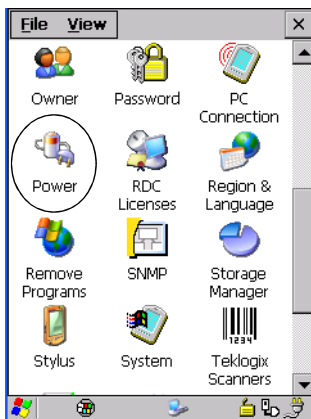 File View
Owner Password PC Connection
Power RDC Licenses Region & Language
Remove Programs SNMP Storage Manager
Stylus System Teklogix Scanners
1234